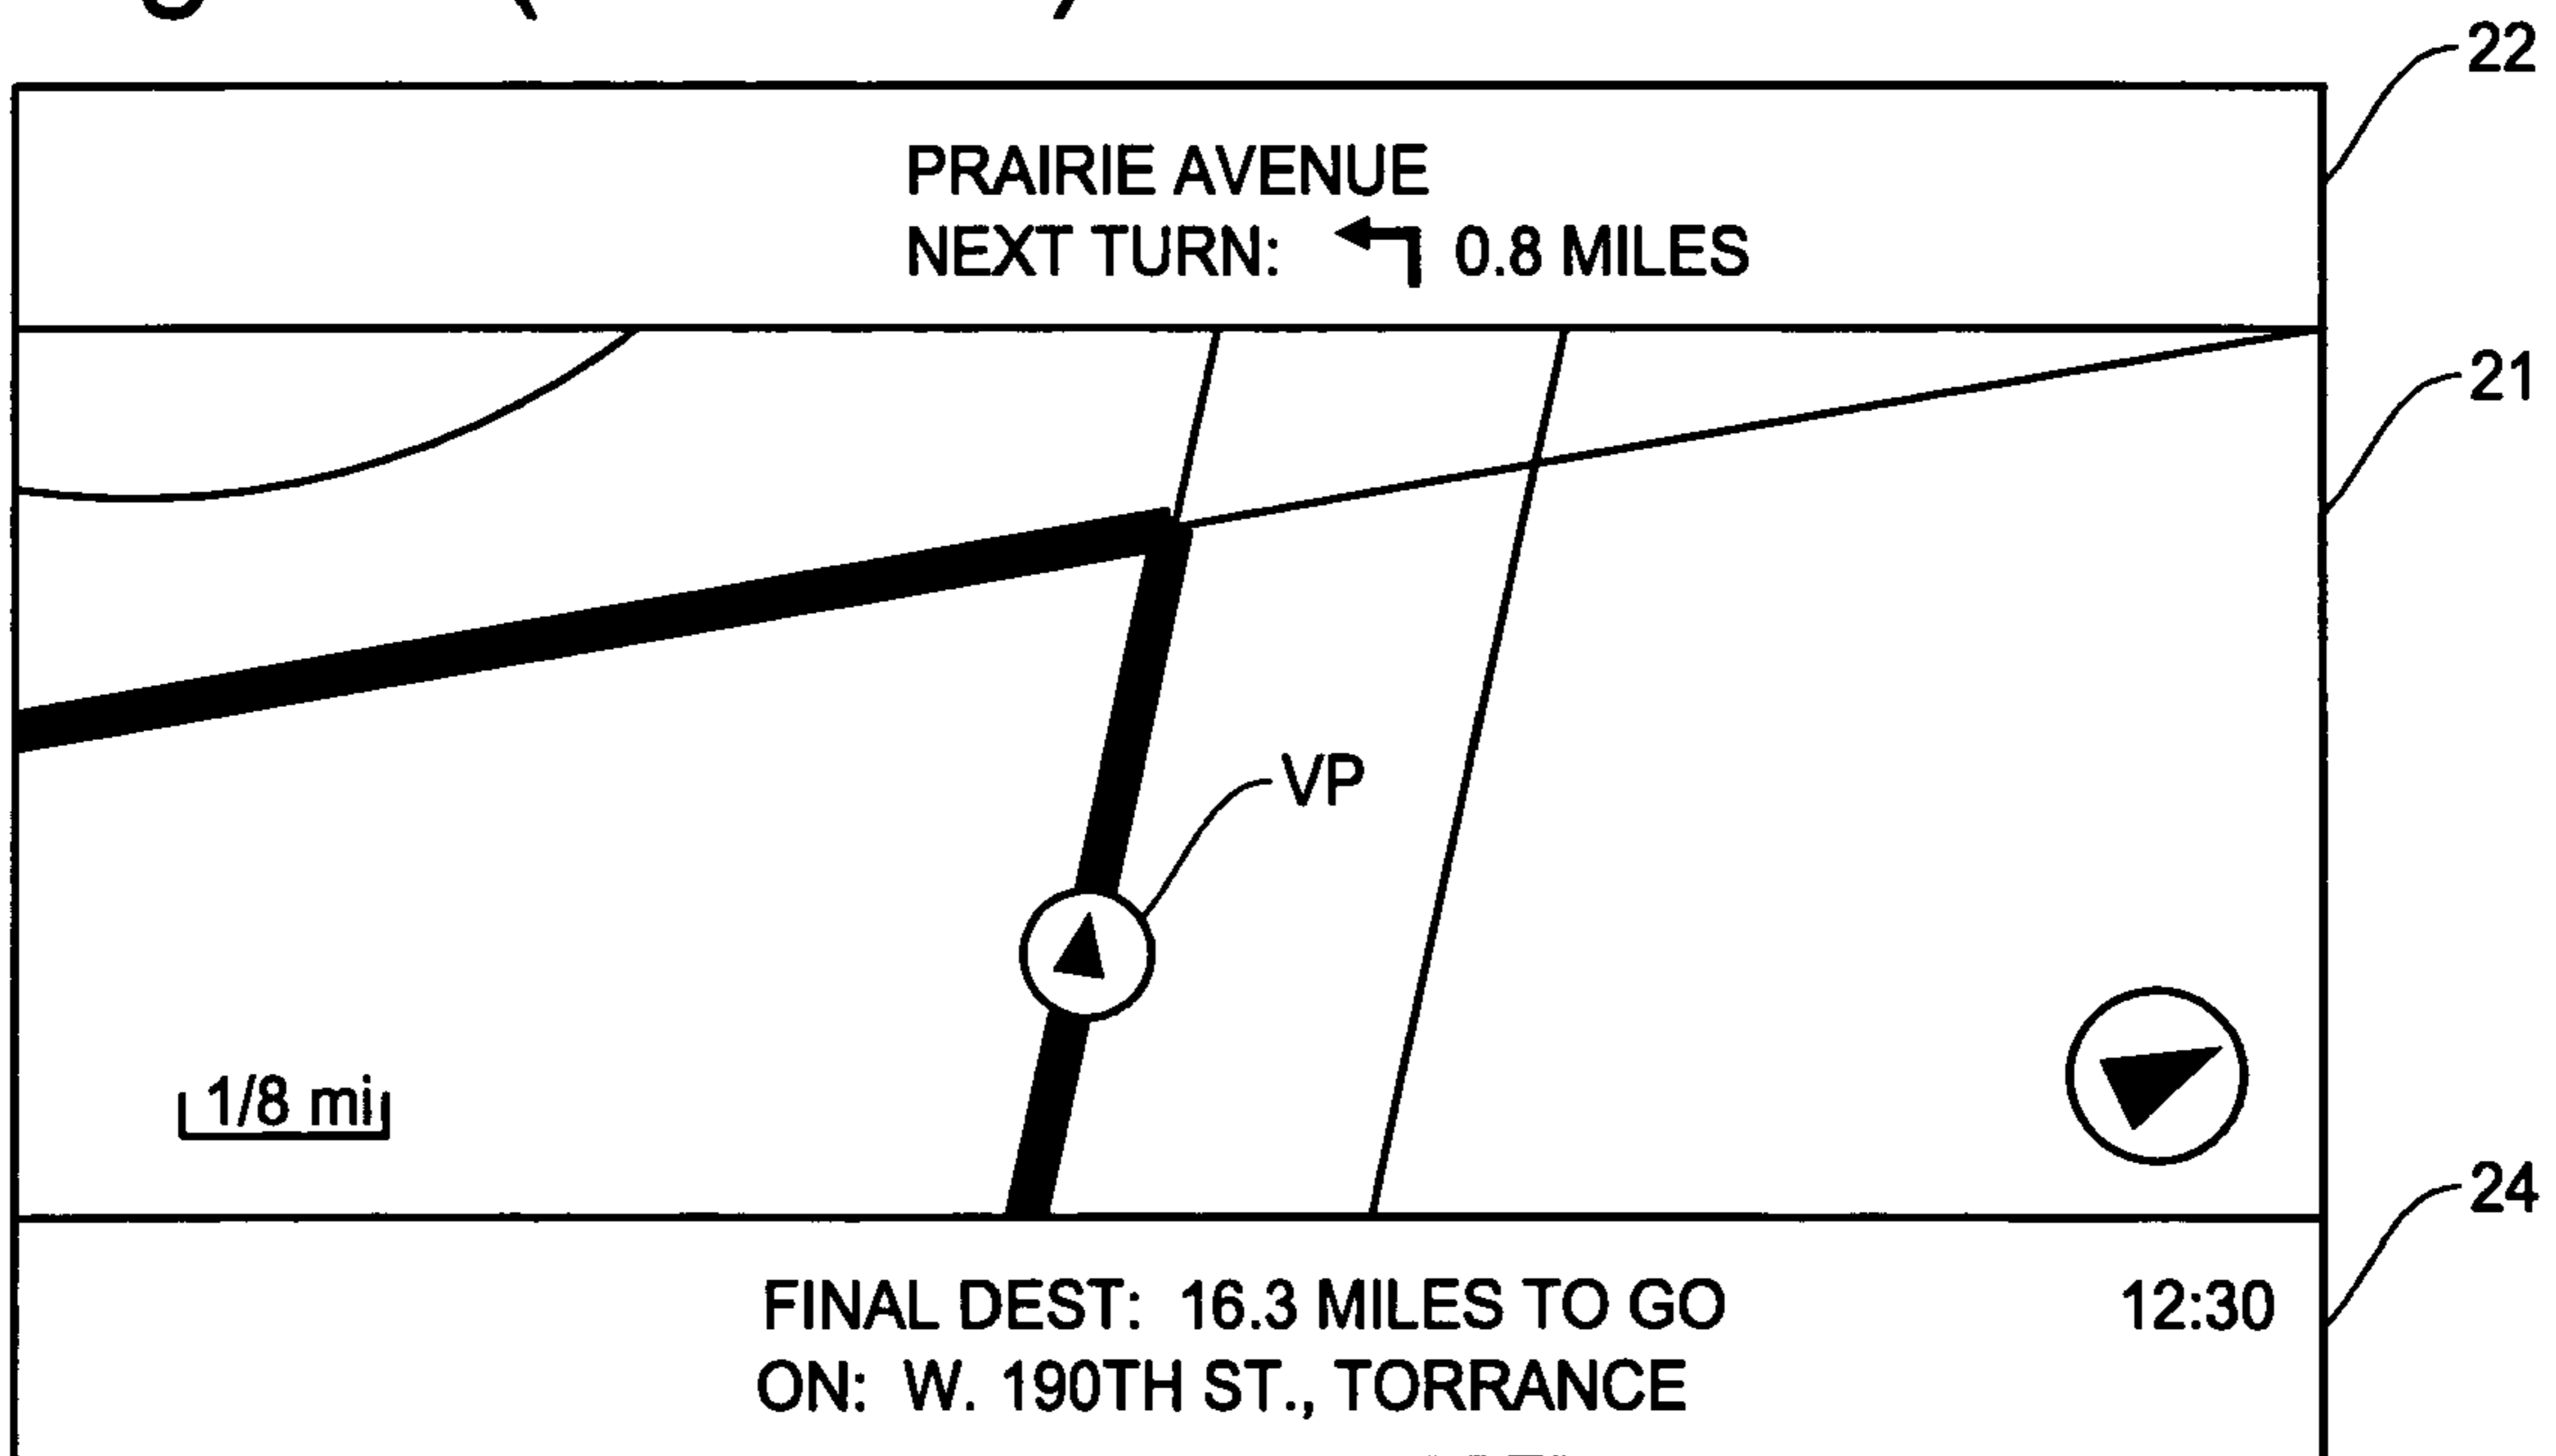 22
PRAIRIE AVENUE
NEXT TURN: 0.8 MILES
21
VP
1/8 mi
24
FINAL DEST: 16.3 MILES TO GO 12:30
ON: W. 190TH ST., TORRANCE